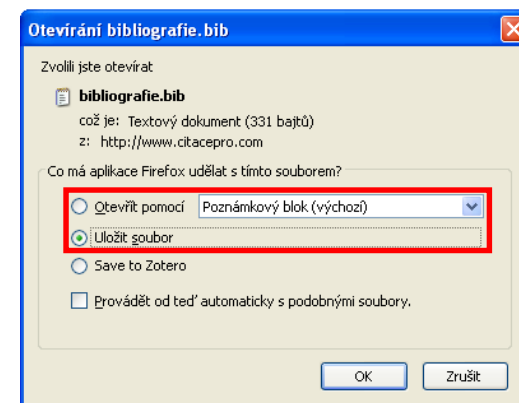 Otevírání bibliografie.bib
Zvolili jste otevírat
bibliografie.bib
což je: Textový dokument (331 bajtů)
z: http://www.citacepro.com
Co má aplikace Firefox udělat s tímto souborem?
Otevřít pomocí Poznámkový blok (výchozí)
Uložit soubor
Save to Zotero
Provádět od teď automaticky s podobnými soubory.
OK Zrušit